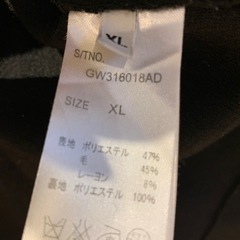 XL
S/TNO.
GW316018AD
SIZE XL
表地 ポリエステル 47%
毛 45%
レーヨン 8%
裏地 ポリエステル 100%